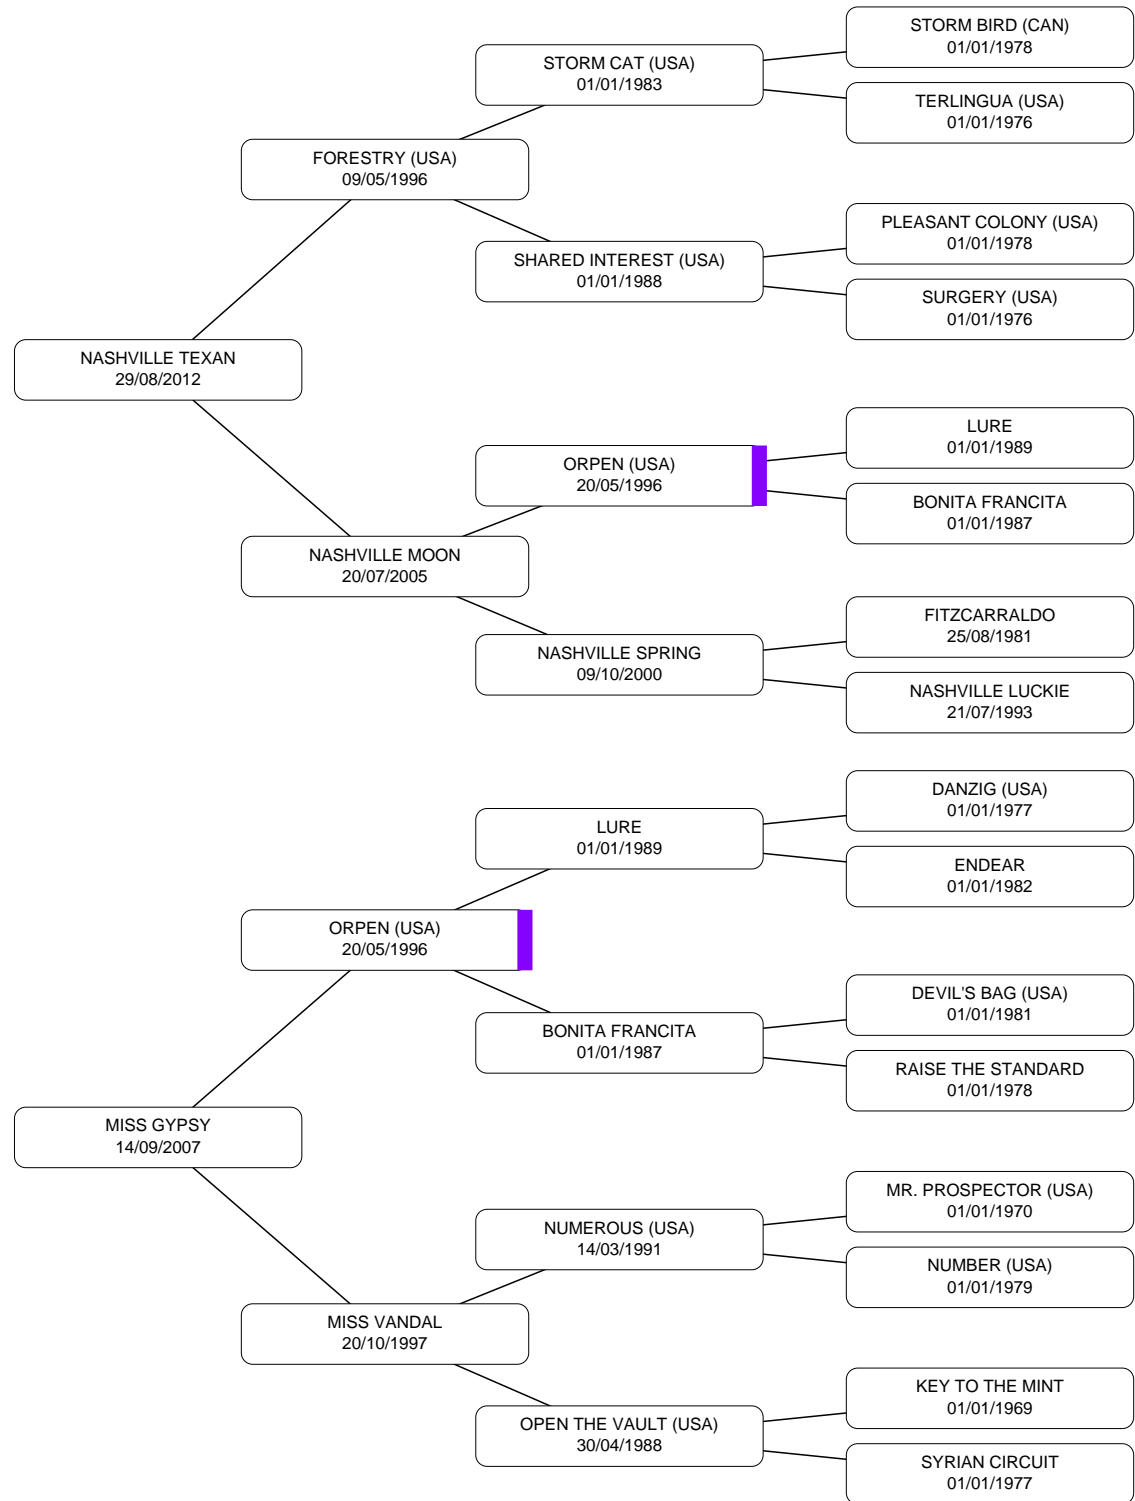 STORM BIRD (CAN)
01/01/1978
STORM CAT (USA)
01/01/1983
TERLINGUA (USA)
01/01/1976
FORESTRY (USA)
09/05/1996
PLEASANT COLONY (USA)
01/01/1978
SHARED INTEREST (USA)
01/01/1988
SURGERY (USA)
01/01/1976
NASHVILLE TEXAN
29/08/2012
LURE
01/01/1989
ORPEN (USA)
20/05/1996
BONITA FRANCITA
01/01/1987
NASHVILLE MOON
20/07/2005
FITZCARRALDO
25/08/1981
NASHVILLE SPRING
09/10/2000
NASHVILLE LUCKIE
21/07/1993
DANZIG (USA)
01/01/1977
LURE
01/01/1989
ENDEAR
01/01/1982
ORPEN (USA)
20/05/1996
DEVIL'S BAG (USA)
01/01/1981
BONITA FRANCITA
01/01/1987
RAISE THE STANDARD
01/01/1978
MISS GYPSY
14/09/2007
MR. PROSPECTOR (USA)
01/01/1970
NUMEROUS (USA)
14/03/1991
NUMBER (USA)
01/01/1979
MISS VANDAL
20/10/1997
KEY TO THE MINT
01/01/1969
OPEN THE VAULT (USA)
30/04/1988
SYRIAN CIRCUIT
01/01/1977